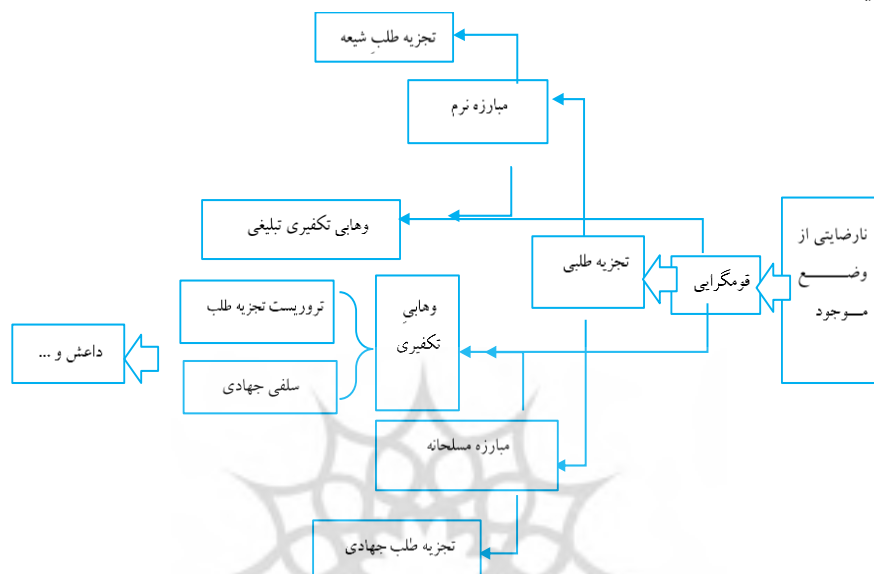 تجزیه طلبِ شیعه
مبارزه نرم
وهابی تکفیری تبلیغی
نارضایتی از
وضـــــع
مــوجود
قومگرایی
تجزیه طلبی
وهابیِ
تکفیری
تروریست تجزیه طلب
سلفی جهادی
داعش و ...
مبارزه مسلحانه
تجزیه طلب جهادی